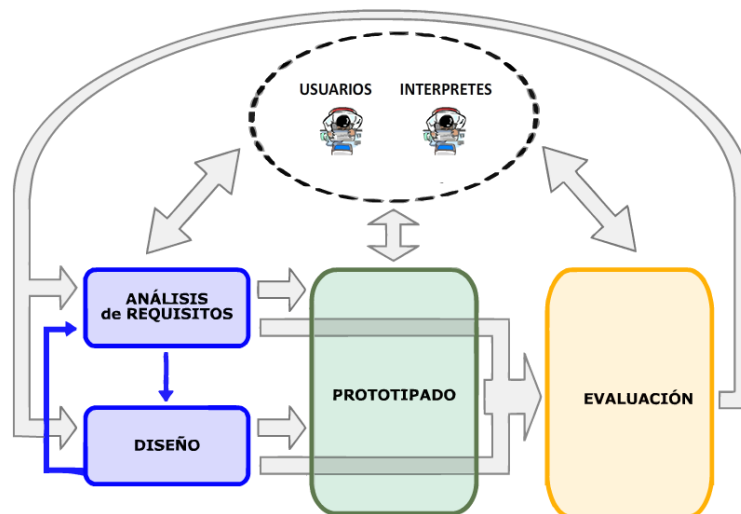 USUARIOS
INTERPRETES
ANÁLISIS
de REQUISITOS
PROTOTIPADO
EVALUACIÓN
DISEÑO